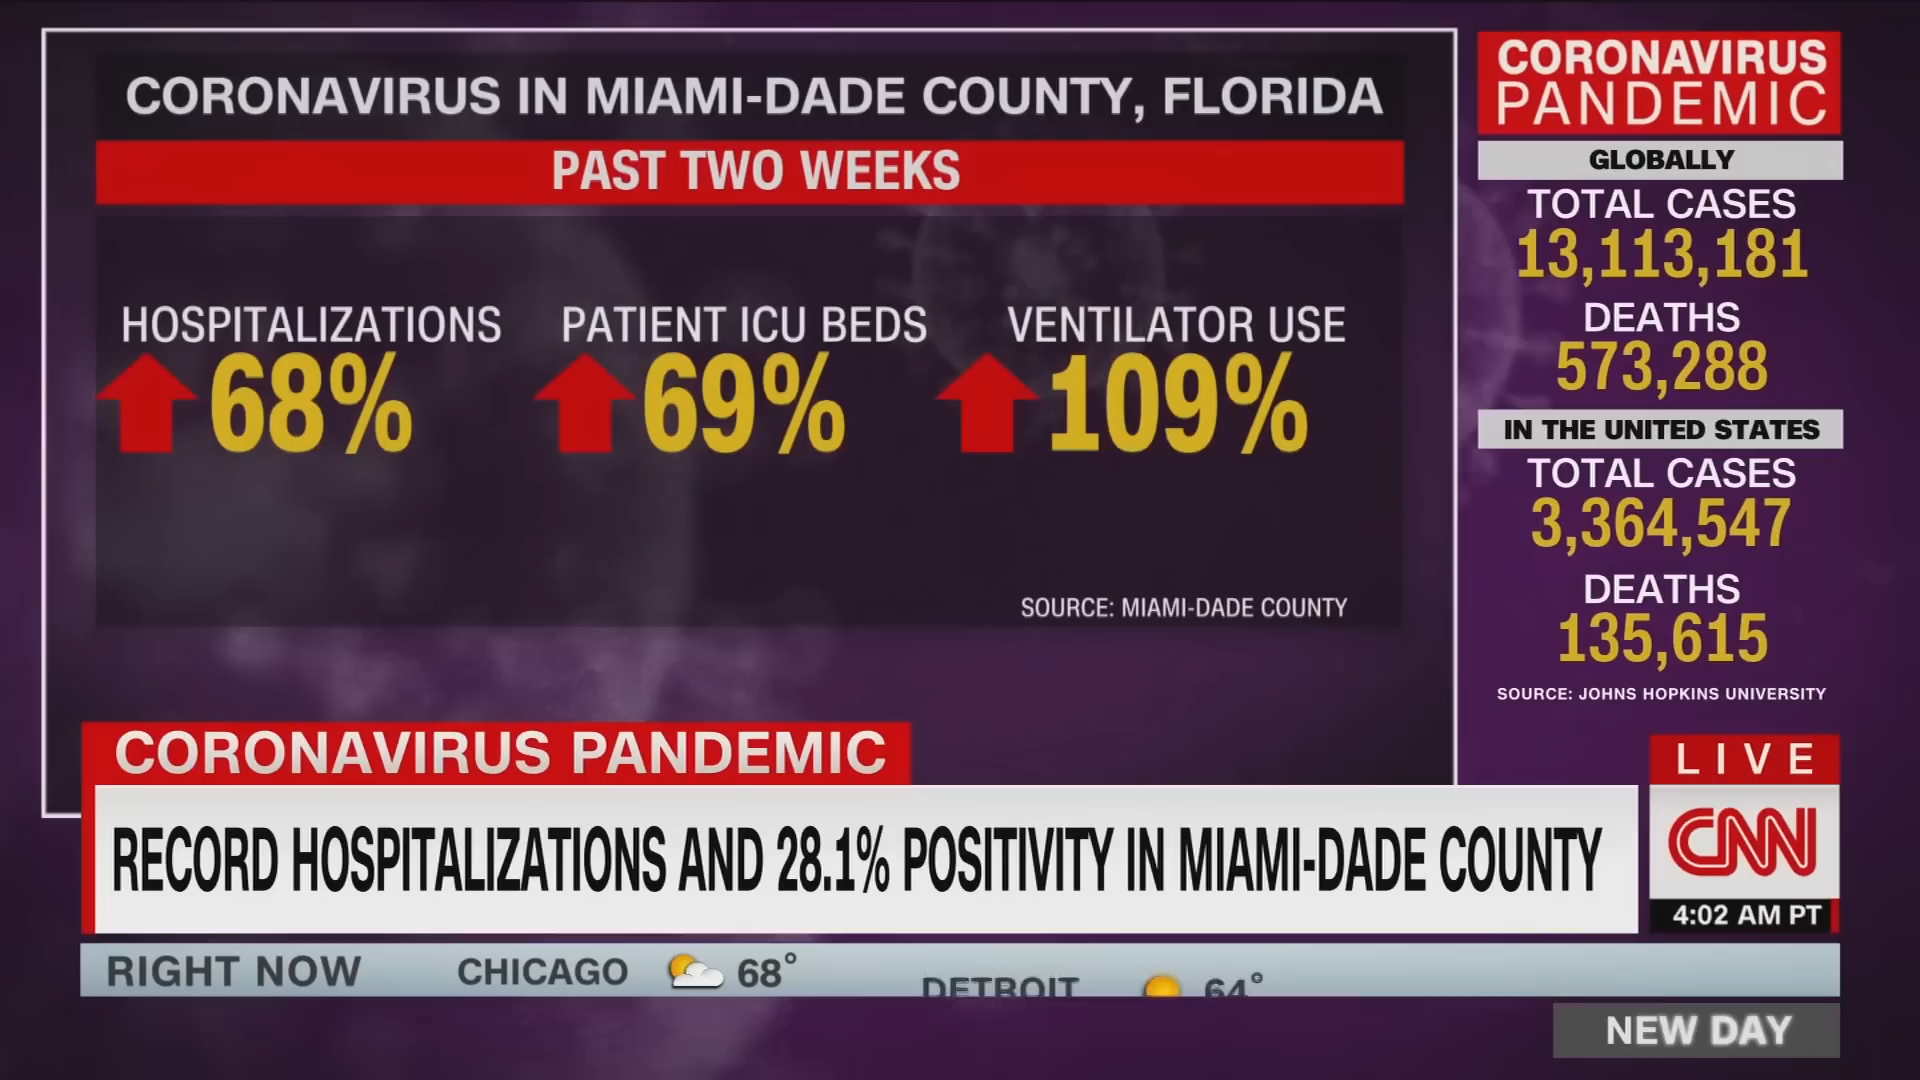 CORONAVIRUS IN MIAMI-DADE COUNTY, FLORIDA
PAST TWO WEEKS
HOSPITALIZATIONS
68%
PATIENT ICU BEDS
69%
VENTILATOR USE
109%
SOURCE: MIAMI-DADE COUNTY
CORONAVIRUS
PANDEMIC
GLOBALLY
TOTAL CASES
13,113,181
DEATHS
573,288
IN THE UNITED STATES
TOTAL CASES
3,364,547
DEATHS
135,615
SOURCE: JOHNS HOPKINS UNIVERSITY
CORONAVIRUS PANDEMIC
RECORD HOSPITALIZATIONS AND 28.1% POSITIVITY IN MIAMI-DADE COUNTY
LIVE
CNN
4:02 AM PT
RIGHT NOW CHICAGO 68° DETROIT 64°
NEW DAY